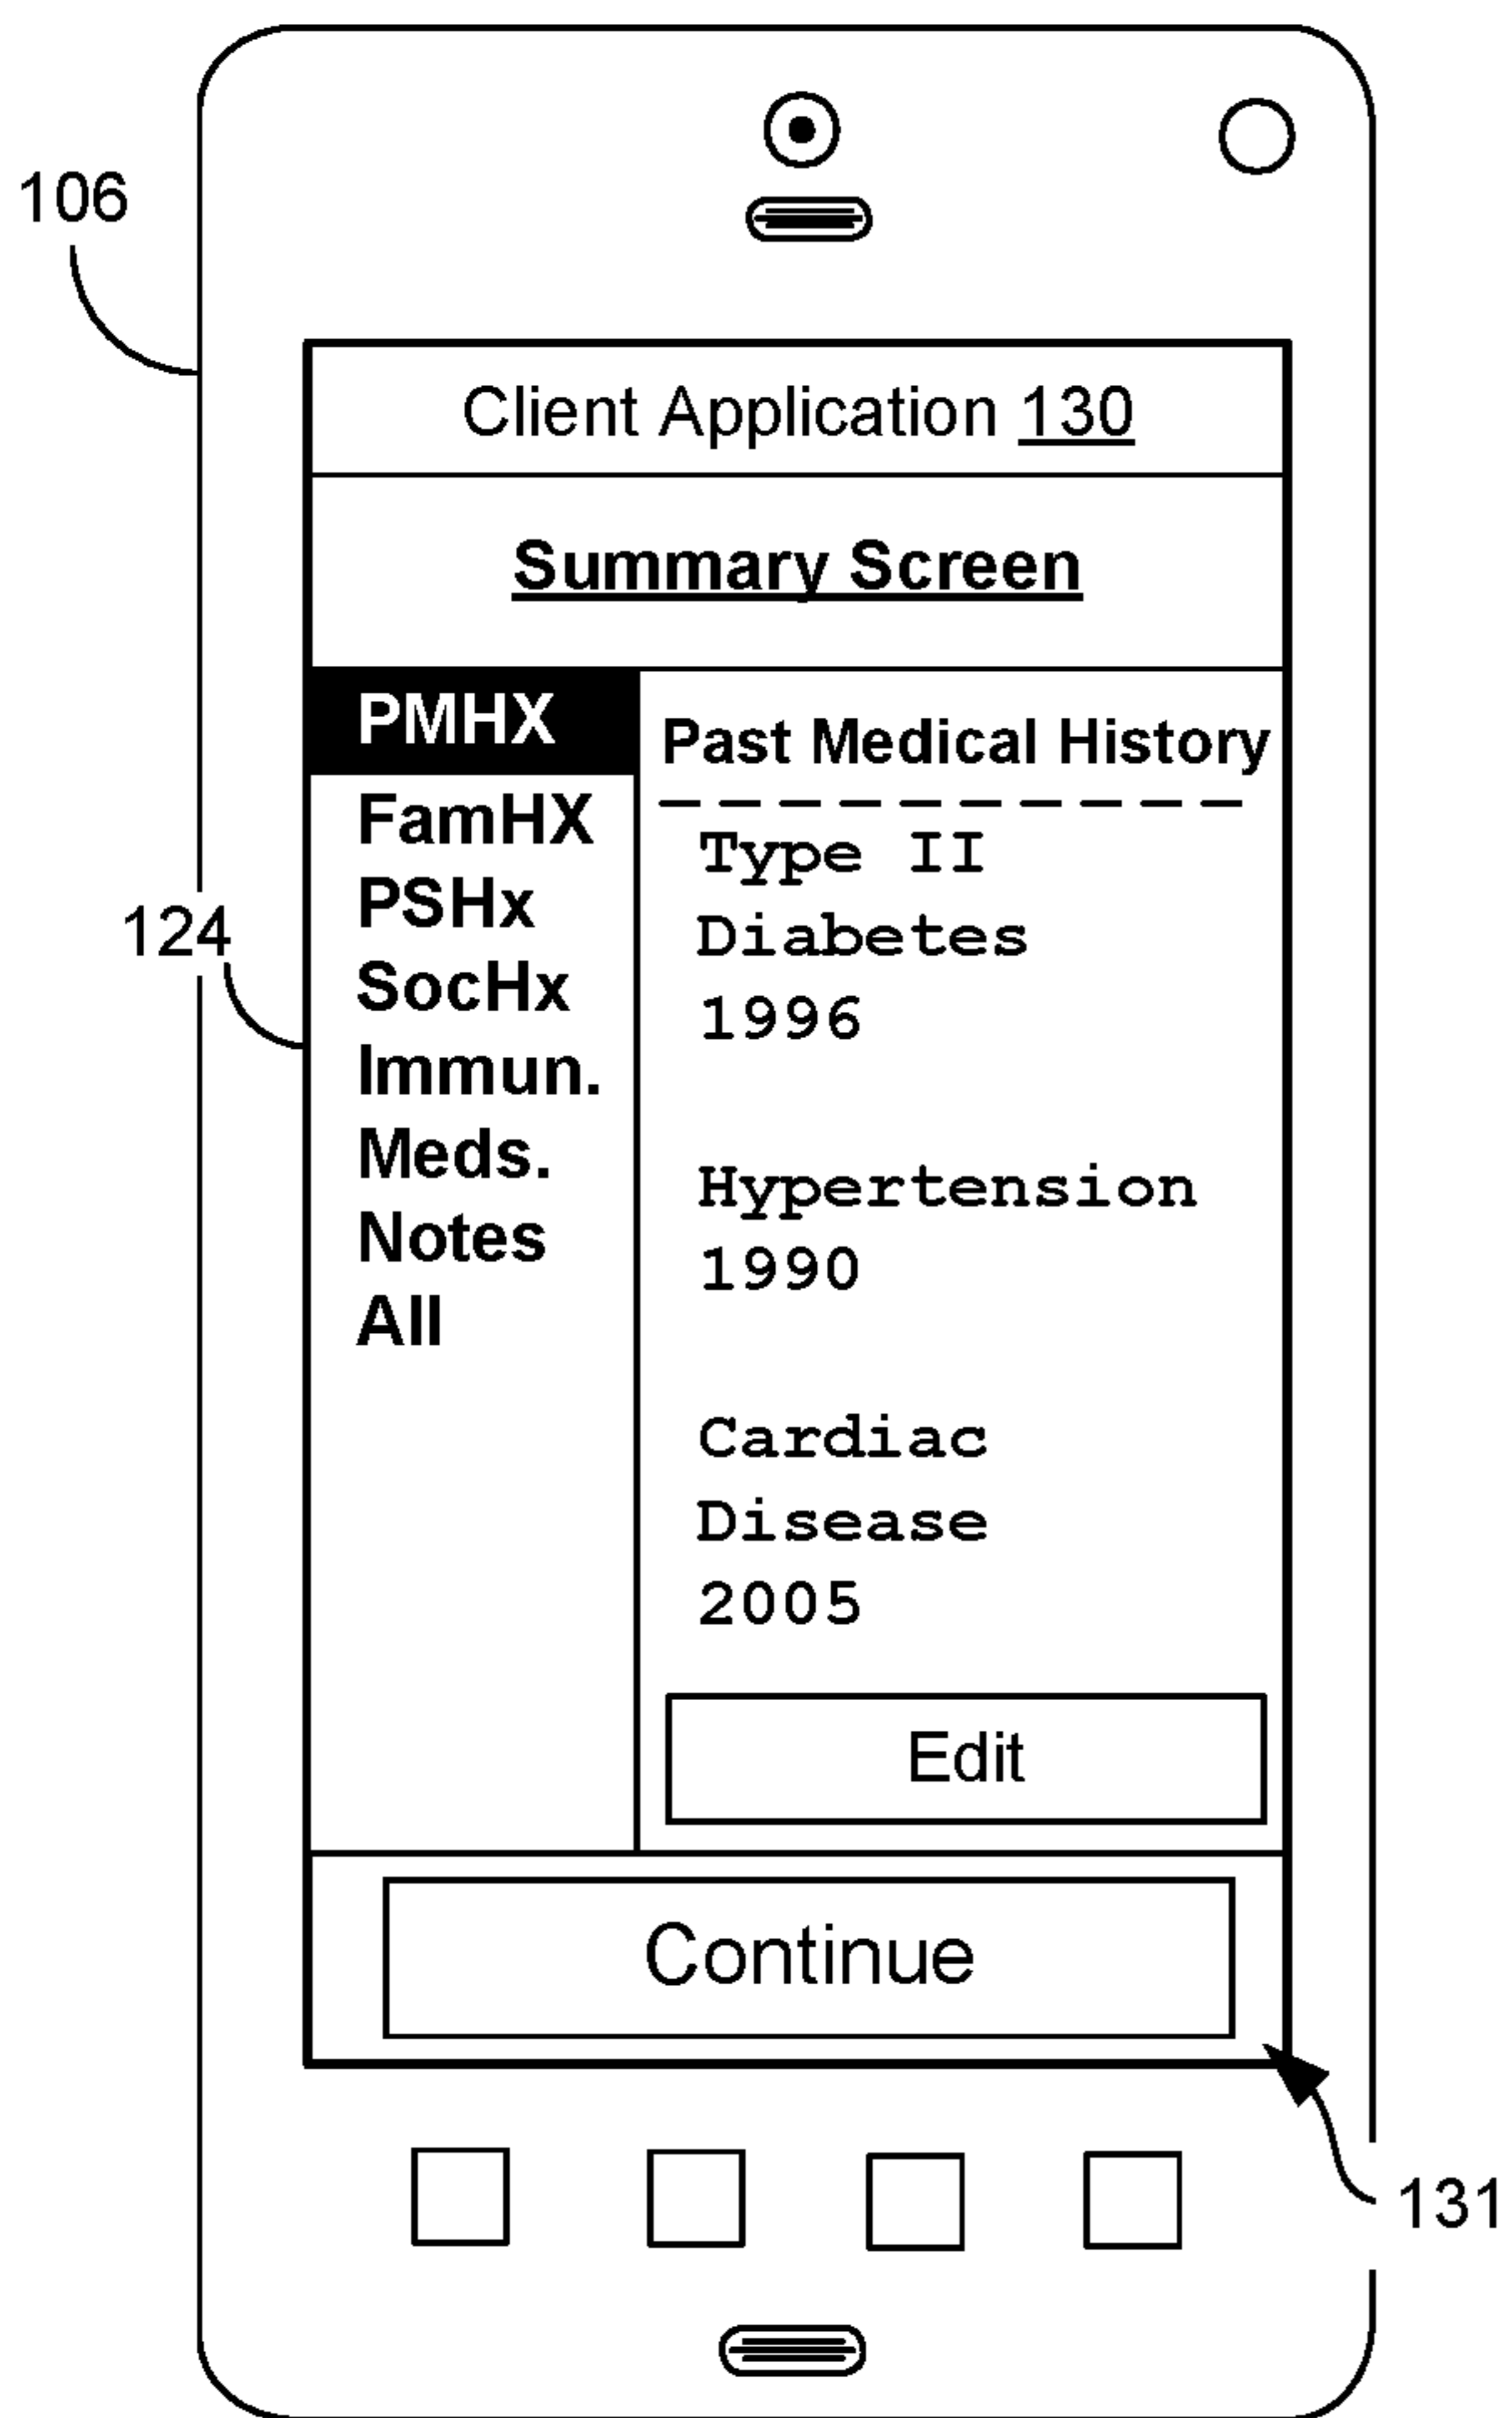 106
Client Application 130
Summary Screen
PMHX
FamHX
PSHx
SocHx
Immun.
Meds.
Notes
All
124
Past Medical History
Type II
Diabetes
1996
Hypertension
1990
Cardiac
Disease
2005
Edit
Continue
131